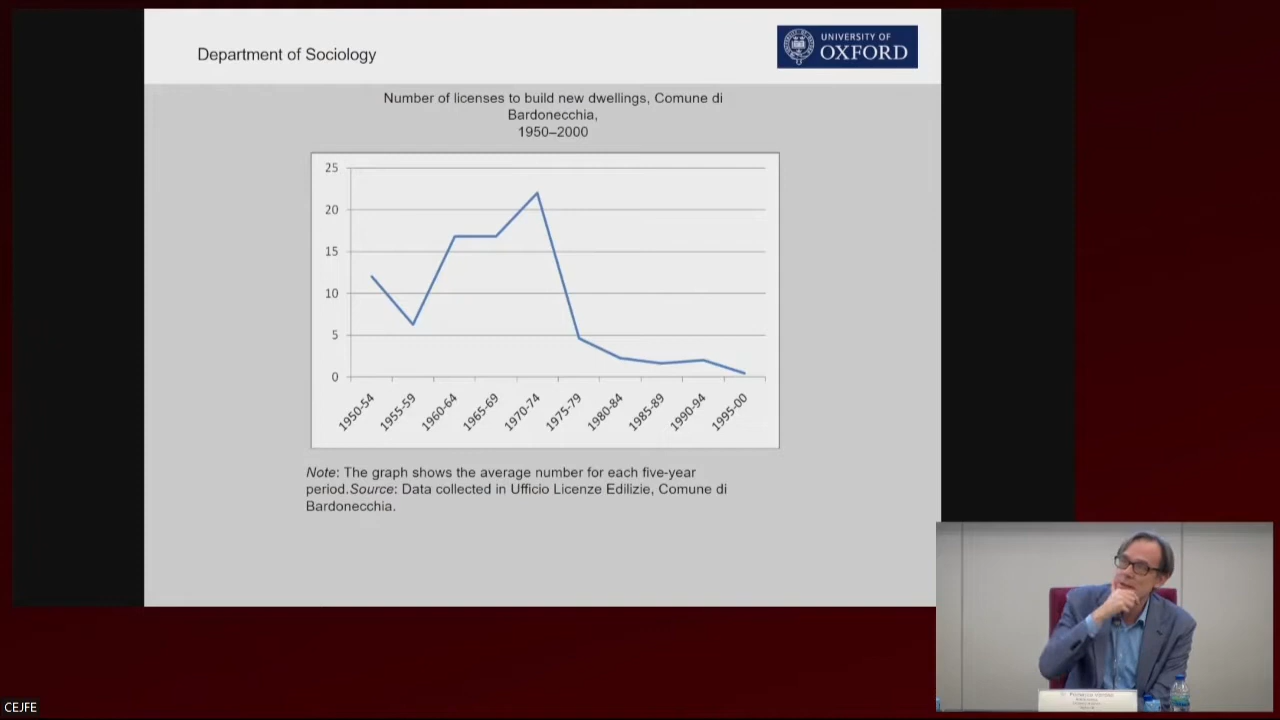 Department of Sociology
UNIVERSITY OF
OXFORD
Number of licenses to build new dwellings, Comune di
Bardonecchia,
1950–2000
25
20
15
10
5
0
1950-54
1955-59
1960-64
1965-69
1970-74
1975-79
1980-84
1985-89
1990-94
1995-00
Note: The graph shows the average number for each five-year
period.Source: Data collected in Ufficio Licenze Edilizie, Comune di
Bardonecchia.
CEJFE